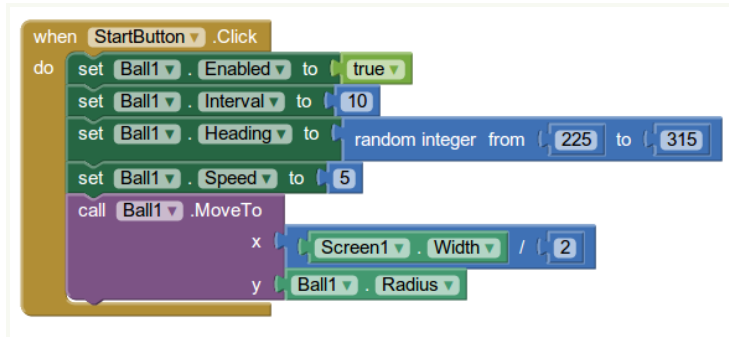 when StartButton .Click
do set Ball1 . Enabled to true
set Ball1 . Interval to 10
set Ball1 . Heading to random integer from 225 to 315
set Ball1 . Speed to 5
call Ball1 .MoveTo
x Screen1 . Width / 2
y Ball1 . Radius